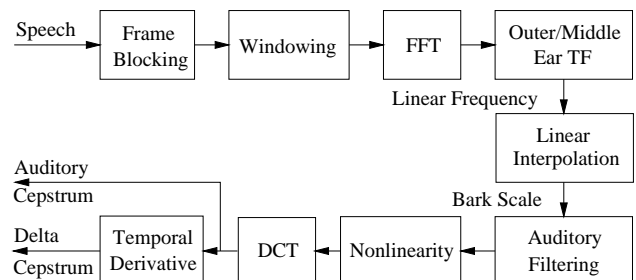 Speech
Frame
Blocking
Windowing
FFT
Outer/Middle
Ear TF
Linear Frequency
Linear
Interpolation
Bark Scale
Auditory
Cepstrum
Delta
Cepstrum
Temporal
Derivative
DCT
Nonlinearity
Auditory
Filtering